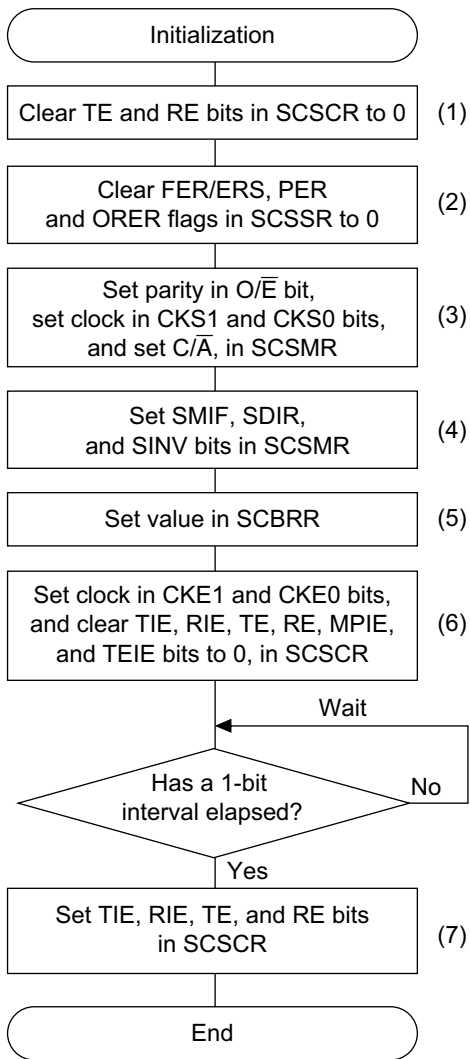 Initialization
Clear TE and RE bits in SCSCR to 0
(1)
Clear FER/ERS, PER
and ORER flags in SCSSR to 0
(2)
Set parity in O/E̅ bit,
set clock in CKS1 and CKS0 bits,
and set C/A̅, in SCSMR
(3)
Set SMIF, SDIR,
and SINV bits in SCSMR
(4)
Set value in SCBRR
(5)
Set clock in CKE1 and CKE0 bits,
and clear TIE, RIE, TE, RE, MPIE,
and TEIE bits to 0, in SCSCR
(6)
Wait
Has a 1-bit
interval elapsed?
No
Yes
Set TIE, RIE, TE, and RE bits
in SCSCR
(7)
End